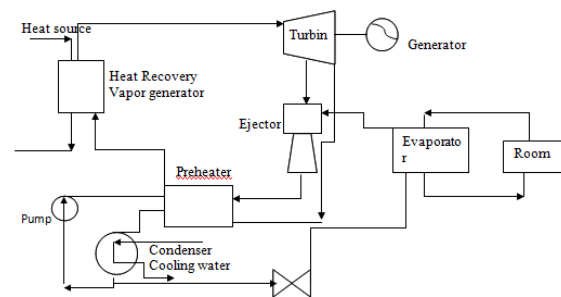 Heat source
Turbin
Generator
Heat Recovery
Vapor generator
Ejector
Evaporato
r
Room
Preheater
Pump
Condenser
Cooling water